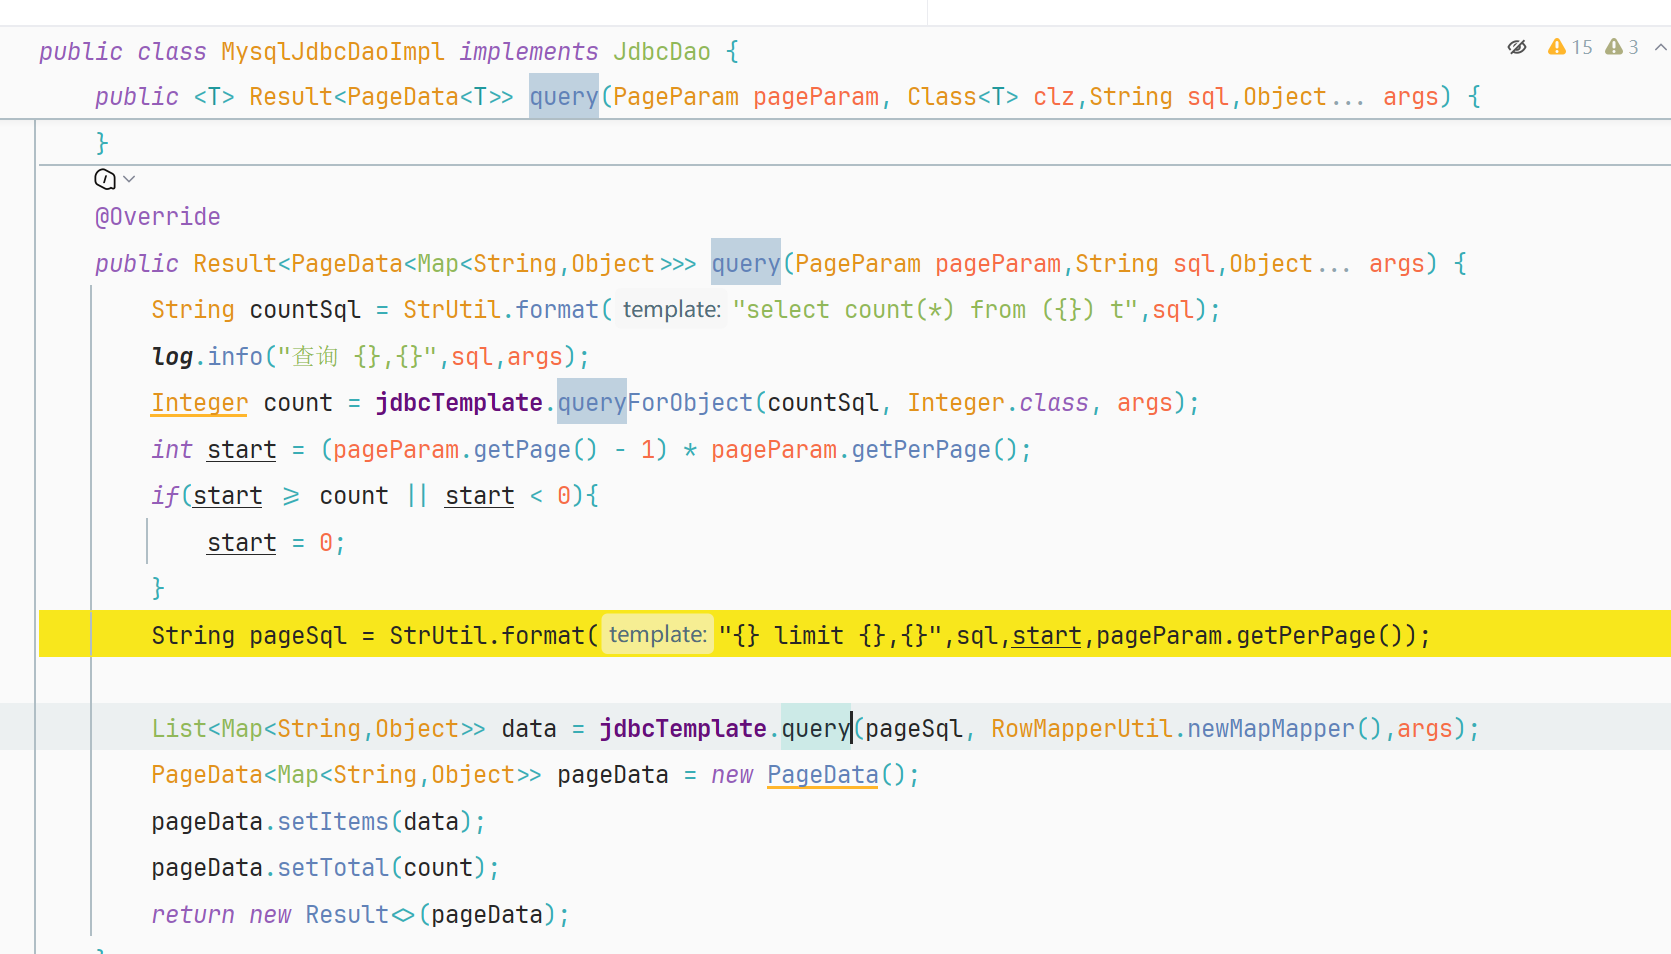 public class MysqlJdbcDaoImpl implements JdbcDao {
15 3
public <T> Result<PageData<T>> query(PageParam pageParam, Class<T> clz,String sql,Object... args) {
}
@Override
public Result<PageData<Map<String,Object>>> query(PageParam pageParam,String sql,Object... args) {
String countSql = StrUtil.format( template: "select count(*) from ({}) t",sql);
log.info("查询 {},{}",sql,args);
Integer count = jdbcTemplate.queryForObject(countSql, Integer.class, args);
int start = (pageParam.getPage() - 1) * pageParam.getPerPage();
if(start >= count || start < 0){
start = 0;
}
String pageSql = StrUtil.format( template: "{} limit {},{}",sql,start,pageParam.getPerPage());
List<Map<String,Object>> data = jdbcTemplate.query(pageSql, RowMapperUtil.newMapMapper(),args);
PageData<Map<String,Object>> pageData = new PageData();
pageData.setItems(data);
pageData.setTotal(count);
return new Result<>(pageData);